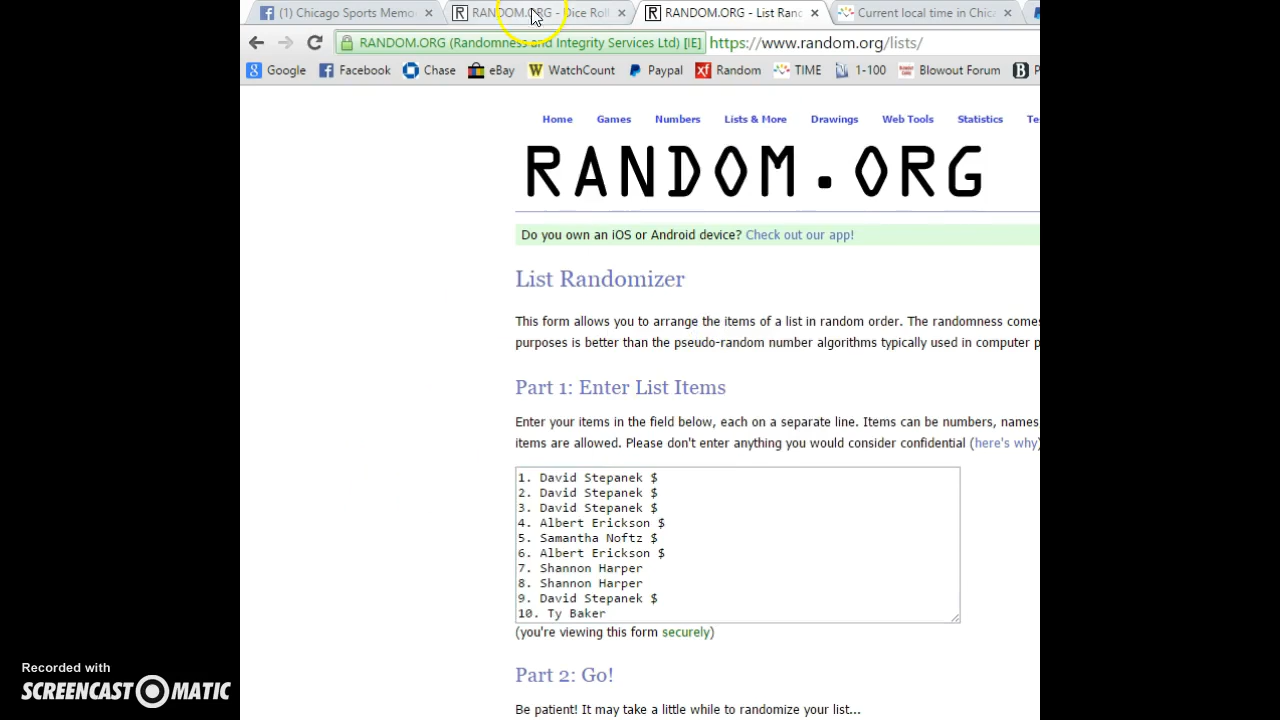 (1) Chicago Sports Memo
RANDOM.ORG - Dice Roll
RANDOM.ORG - List Ran
Current local time in Chica
RANDOM.ORG (Randomness and Integrity Services Ltd) [IE]
https://www.random.org/lists/
Google Facebook Chase eBay WatchCount Paypal Random TIME 1-100 Blowout Forum
Home Games Numbers Lists & More Drawings Web Tools Statistics Te
RANDOM.ORG
Do you own an iOS or Android device? Check out our app!
List Randomizer
This form allows you to arrange the items of a list in random order. The randomness comes
purposes is better than the pseudo-random number algorithms typically used in computer p
Part 1: Enter List Items
Enter your items in the field below, each on a separate line. Items can be numbers, names
items are allowed. Please don't enter anything you would consider confidential (here's why)
1. David Stepanek $
2. David Stepanek $
3. David Stepanek $
4. Albert Erickson $
5. Samantha Noftz $
6. Albert Erickson $
7. Shannon Harper
8. Shannon Harper
9. David Stepanek $
10. Ty Baker
(you're viewing this form securely)
Part 2: Go!
Be patient! It may take a little while to randomize your list...
Recorded with
SCREENCAST-O-MATIC